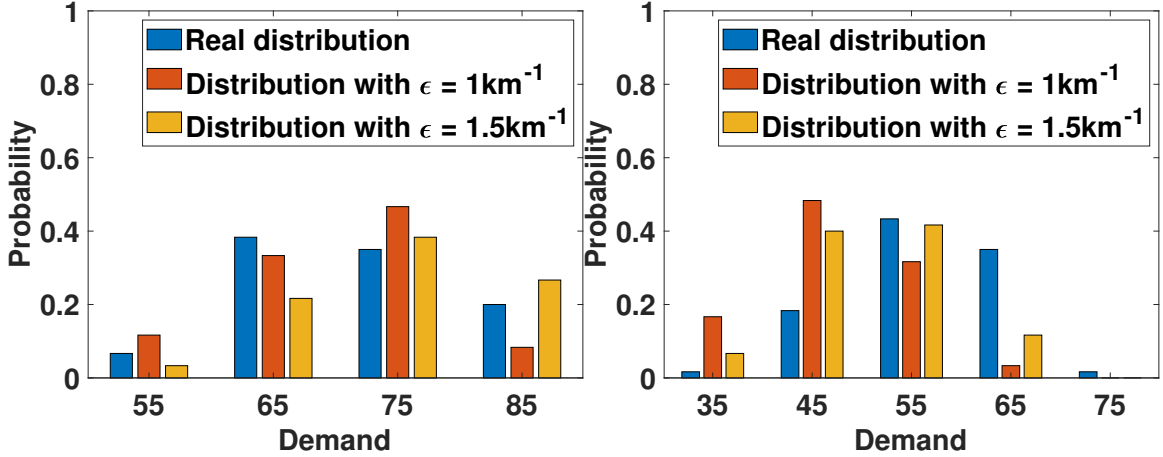 1
0.8
0.6
0.4
0.2
0
Probability
Real distribution
Distribution with ϵ = 1km⁻¹
Distribution with ϵ = 1.5km⁻¹
55 65 75 85
Demand
1
0.8
0.6
0.4
0.2
0
Probability
Real distribution
Distribution with ϵ = 1km⁻¹
Distribution with ϵ = 1.5km⁻¹
35 45 55 65 75
Demand